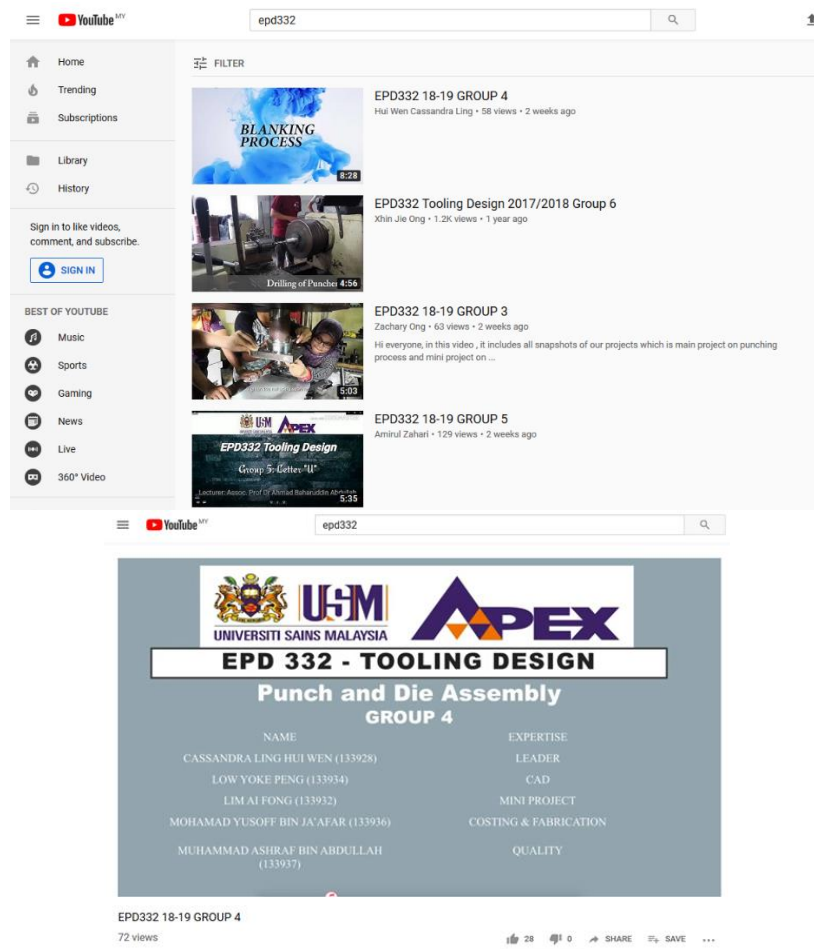 YouTube MY
epd332
Home
Trending
Subscriptions
Library
History
Sign in to like videos,
comment, and subscribe.
SIGN IN
BEST OF YOUTUBE
Music
Sports
Gaming
News
Live
360° Video
FILTER
BLANKING
PROCESS
8:28
EPD332 18-19 GROUP 4
Hui Wen Cassandra Ling • 58 views • 2 weeks ago
Drilling of Punches
4:56
EPD332 Tooling Design 2017/2018 Group 6
Xhin Jie Ong • 1.2K views • 1 year ago
5:03
EPD332 18-19 GROUP 3
Zachary Ong • 63 views • 2 weeks ago
Hi everyone, in this video , it includes all snapshots of our projects which is main project on punching
process and mini project on ...
USM APEX
EPD332 Tooling Design
Group 5: Letter "U"
Lecturer: Assoc. Prof Dr Ahmad Baharuddin Abdullah
5:35
EPD332 18-19 GROUP 5
Amirul Zahari • 129 views • 2 weeks ago
YouTube MY
epd332
USM APEX
UNIVERSITI SAINS MALAYSIA
EPD 332 - TOOLING DESIGN
Punch and Die Assembly
GROUP 4
NAME EXPERTISE
CASSANDRA LING HUI WEN (133928) LEADER
LOW YOKE PENG (133934) CAD
LIM AI FONG (133932) MINI PROJECT
MOHAMAD YUSOFF BIN JA'AFAR (133936) COSTING & FABRICATION
MUHAMMAD ASHRAF BIN ABDULLAH QUALITY
(133937)
EPD332 18-19 GROUP 4
72 views
28 0 SHARE SAVE ...